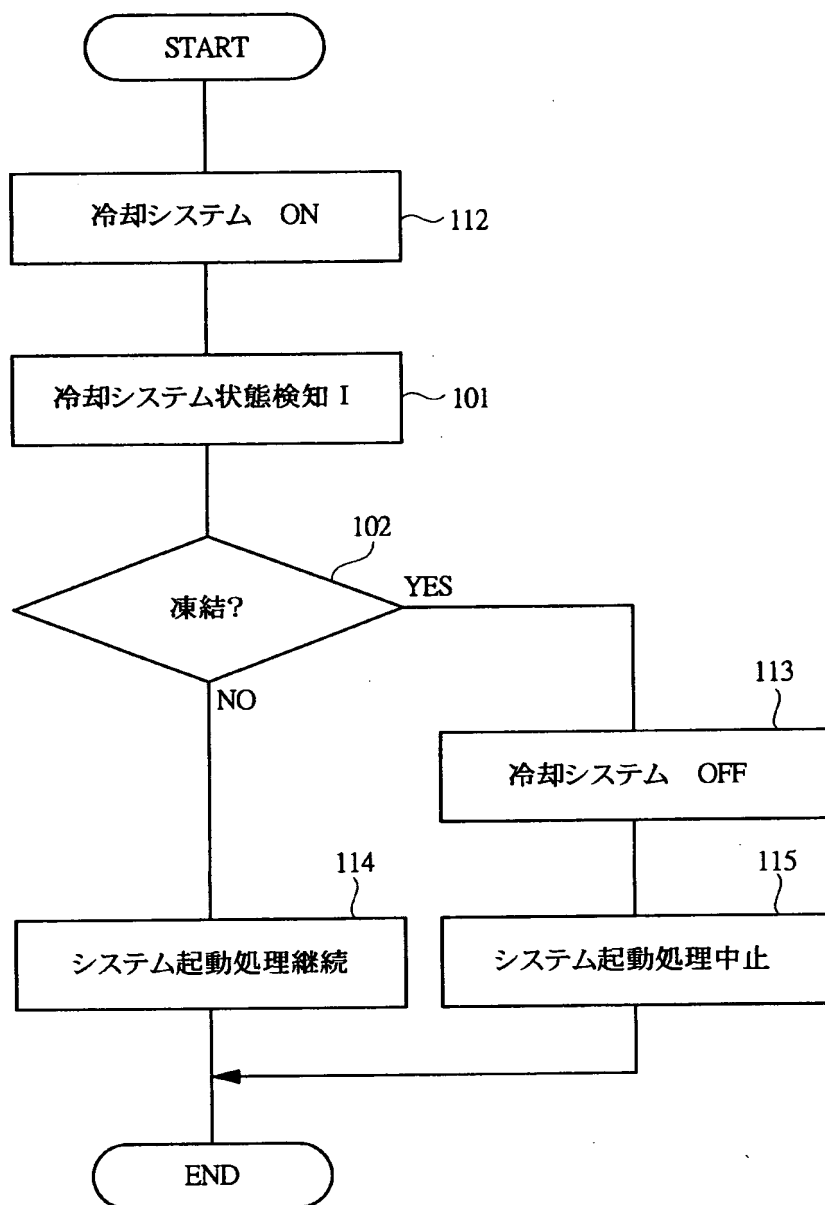 START
冷却システム　ON
112
冷却システム状態検知 I
101
102
凍結?
YES
NO
113
冷却システム　OFF
114
115
システム起動処理継続
システム起動処理中止
END